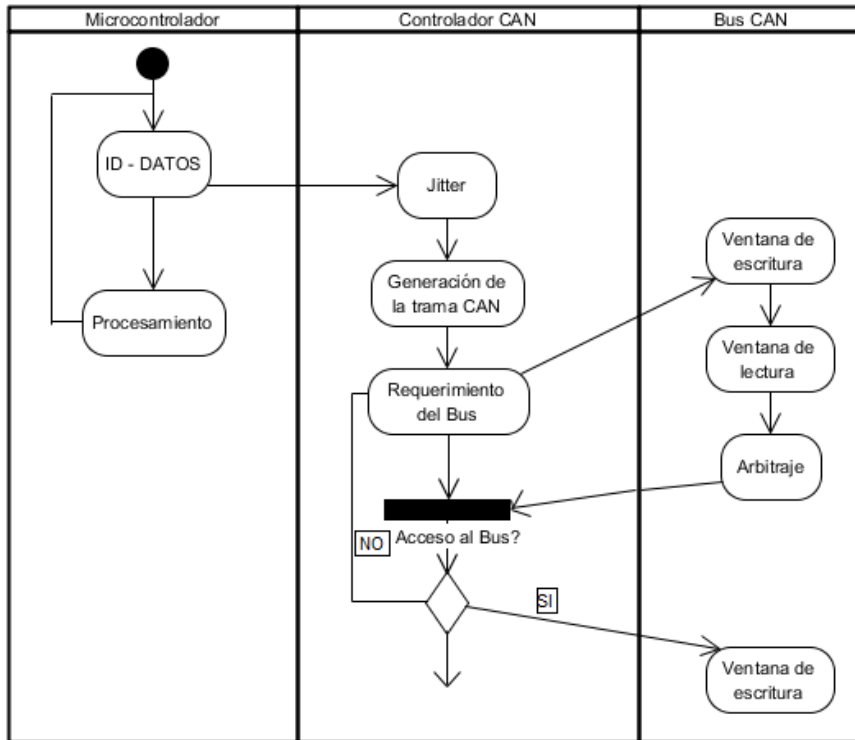 Microcontrolador
Controlador CAN
Bus CAN
ID - DATOS
Procesamiento
Jitter
Generación de
la trama CAN
Requerimiento
del Bus
Acceso al Bus?
NO
SI
Ventana de
escritura
Ventana de
lectura
Arbitraje
Ventana de
escritura